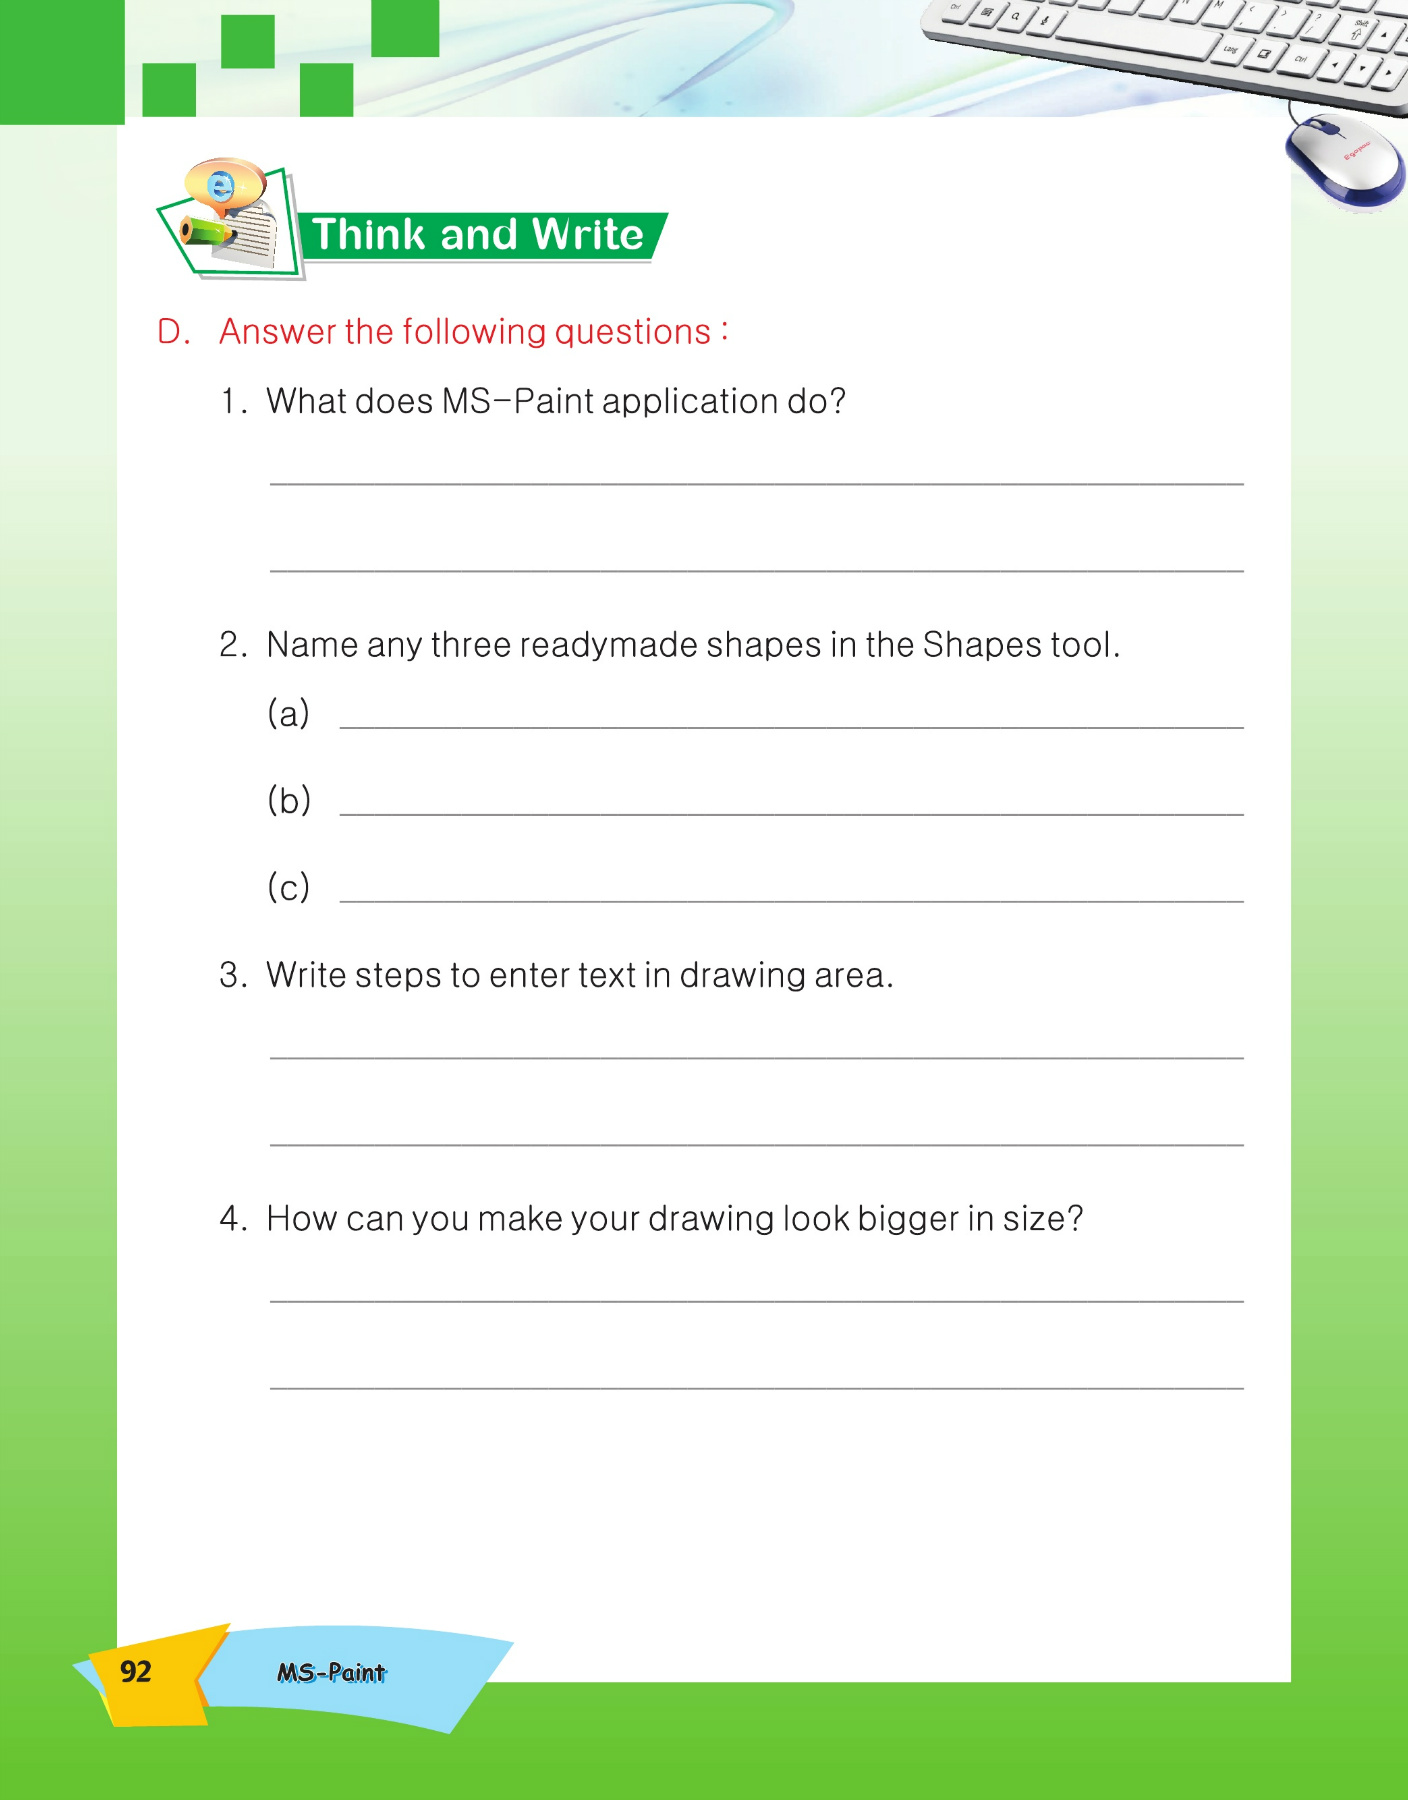 Think and Write
D. Answer the following questions :
1. What does MS-Paint application do?
2. Name any three readymade shapes in the Shapes tool.
(a)
(b)
(c)
3. Write steps to enter text in drawing area.
4. How can you make your drawing look bigger in size?
92
MS-Paint